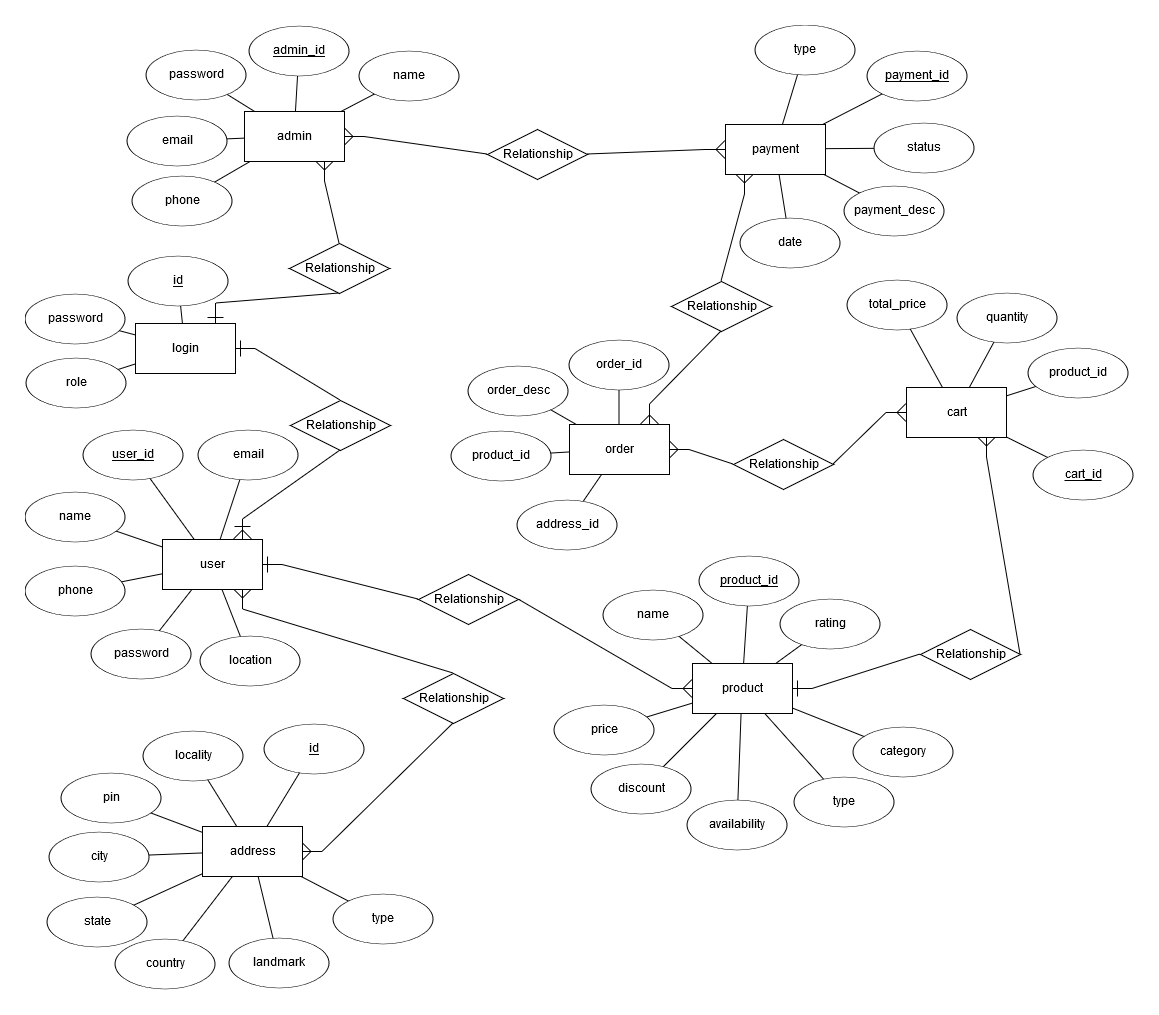 admin_id
type
password
name
payment_id
admin
email
Relationship
payment
status
phone
payment_desc
date
Relationship
id
Relationship
total_price
quantity
password
login
order_id
product_id
role
order_desc
cart
Relationship
user_id
email
product_id
order
Relationship
cart_id
name
address_id
user
phone
Relationship
product_id
name
rating
password
location
Relationship
product
Relationship
price
category
locality
id
discount
type
pin
availability
city
address
state
type
country
landmark